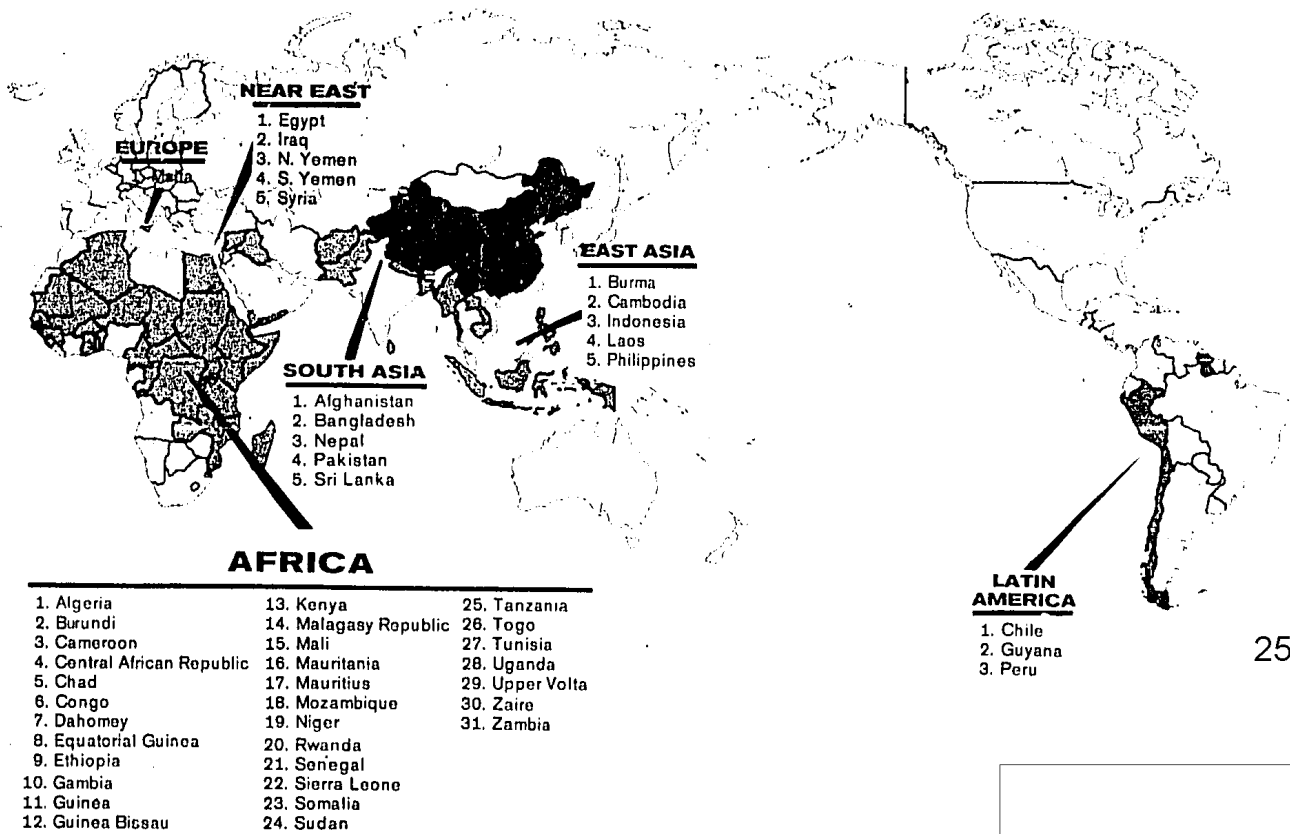 NEAR EAST
1. Egypt
2. Iraq
3. N. Yemen
4. S. Yemen
5. Syria
EUROPE
1. Malta
EAST ASIA
1. Burma
2. Cambodia
3. Indonesia
4. Laos
5. Philippines
SOUTH ASIA
1. Afghanistan
2. Bangladesh
3. Nepal
4. Pakistan
5. Sri Lanka
AFRICA
1. Algeria
2. Burundi
3. Cameroon
4. Central African Republic
5. Chad
6. Congo
7. Dahomey
8. Equatorial Guinea
9. Ethiopia
10. Gambia
11. Guinea
12. Guinea Bissau
13. Kenya
14. Malagasy Republic
15. Mali
16. Mauritania
17. Mauritius
18. Mozambique
19. Niger
20. Rwanda
21. Senegal
22. Sierra Leone
23. Somalia
24. Sudan
25. Tanzania
26. Togo
27. Tunisia
28. Uganda
29. Upper Volta
30. Zaire
31. Zambia
LATIN
AMERICA
1. Chile
2. Guyana
3. Peru
25